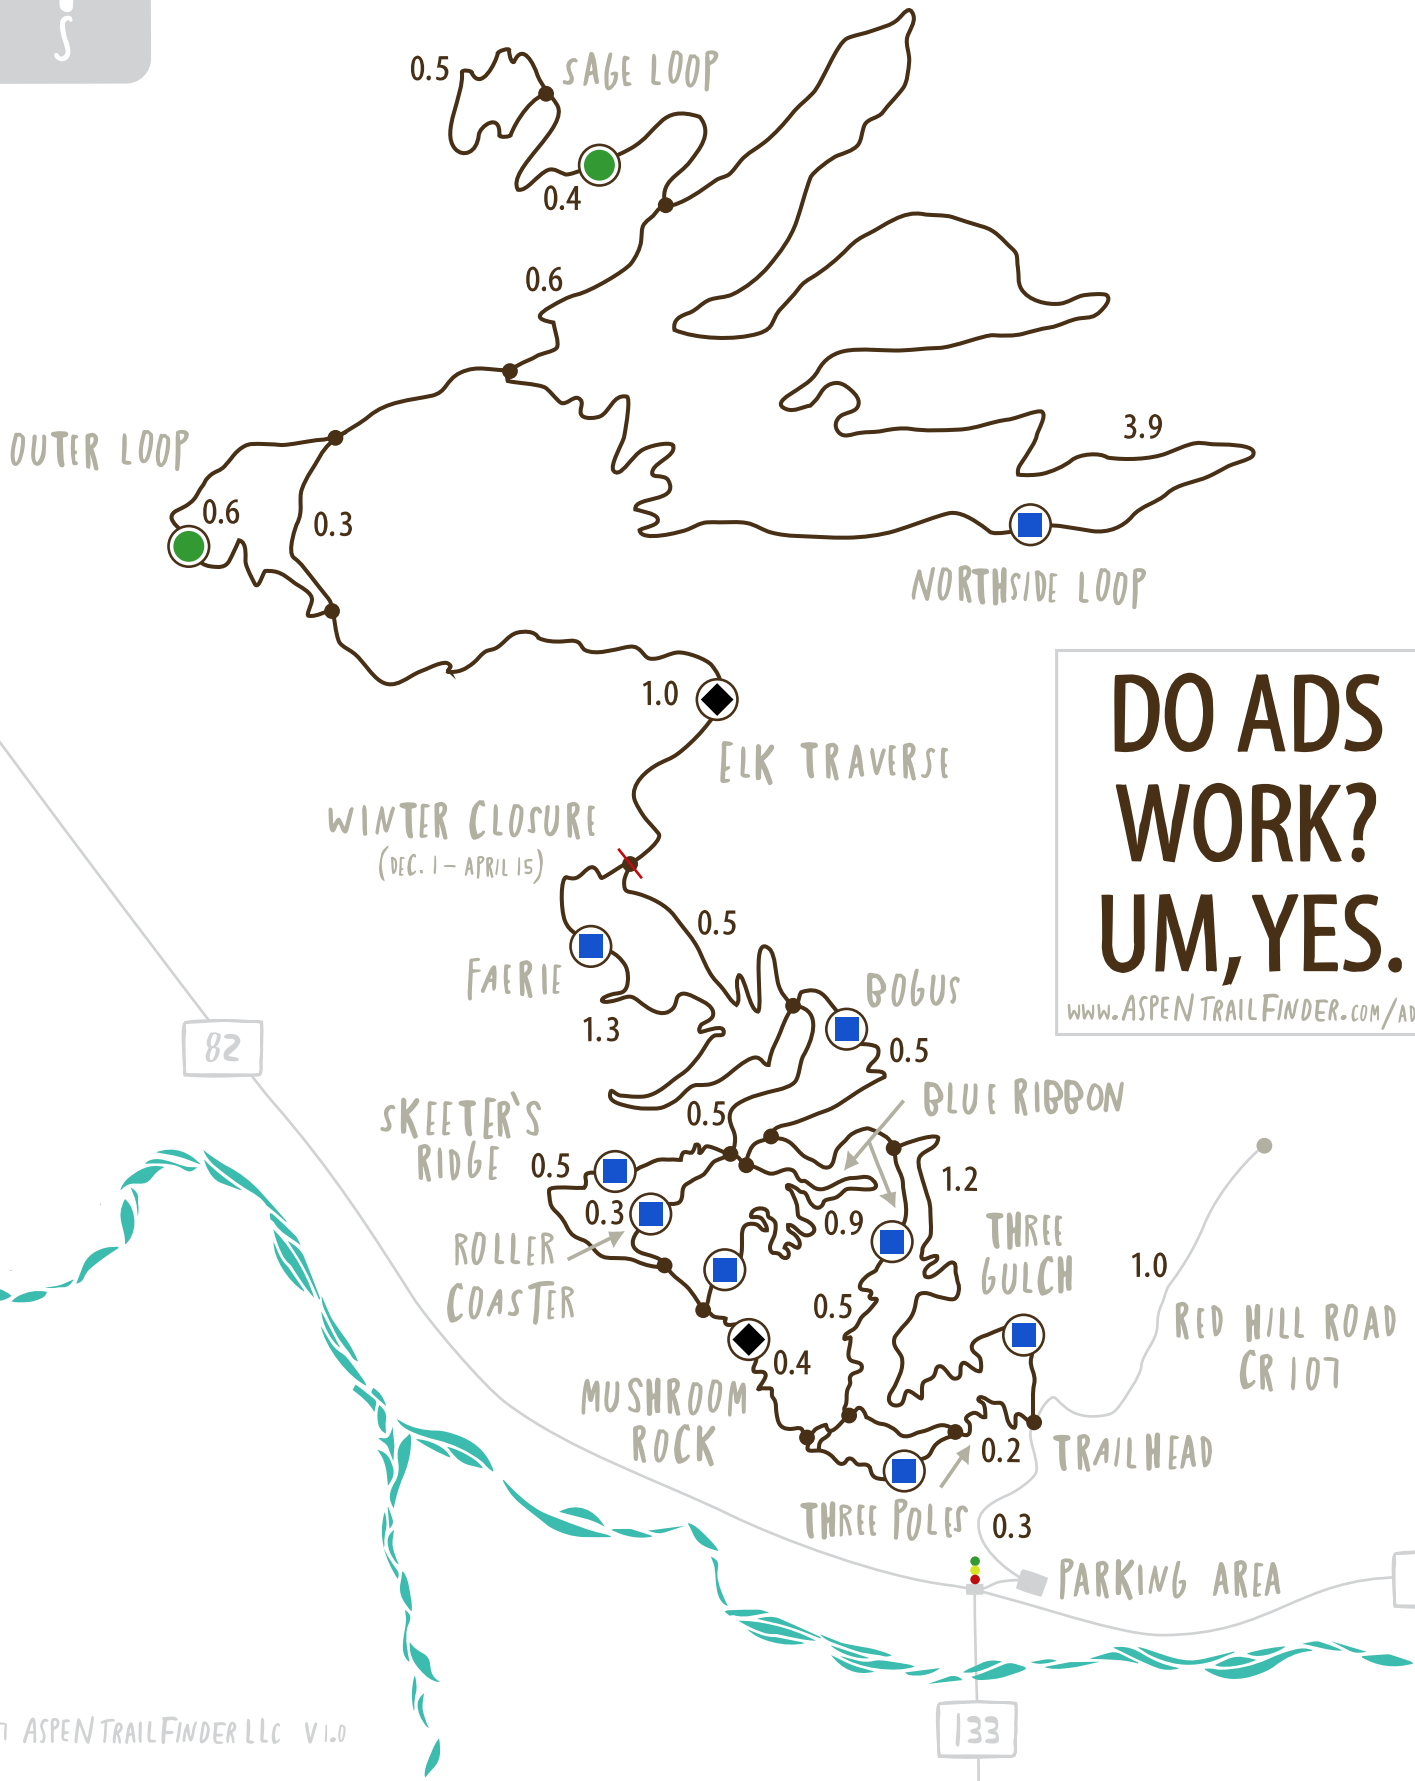 SAGE LOOP
0.5
0.4
0.6
OUTER LOOP
0.6
0.3
3.9
NORTHSIDE LOOP
1.0
ELK TRAVERSE
DO ADS
WORK?
UM, YES.
WWW.ASPENTRAILFINDER.COM/AD
WINTER CLOSURE
(DEC. 1 – APRIL 15)
0.5
FAERIE
1.3
BOGUS
0.5
82
BLUE RIBBON
0.5
SKEETER'S
RIDGE
0.5
1.2
0.3
0.9
THREE
GULCH
ROLLER
COASTER
1.0
0.5
RED HILL ROAD
CR 107
0.4
MUSHROOM
ROCK
0.2
TRAILHEAD
THREE POLES
0.3
PARKING AREA
133
ASPENTRAILFINDER LLC V 1.0